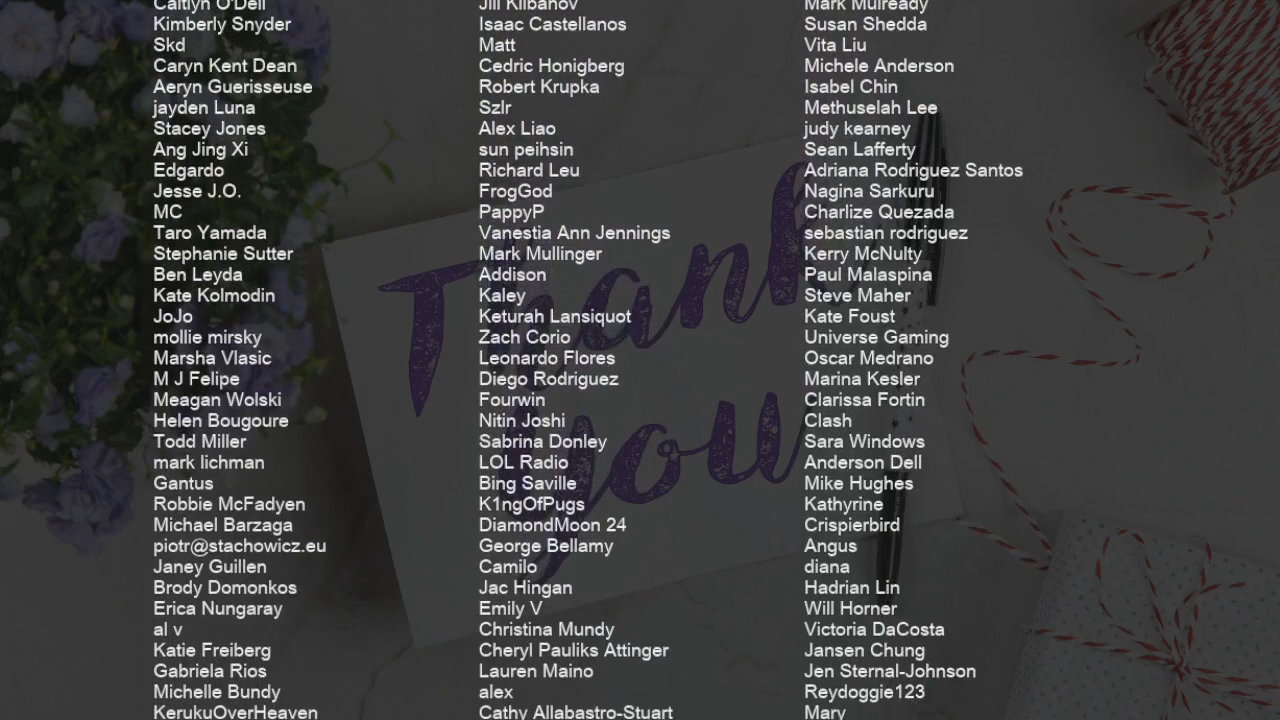 Caitlyn O'Dell
Kimberly Snyder
Skd
Caryn Kent Dean
Aeryn Guerisseuse
jayden Luna
Stacey Jones
Ang Jing Xi
Edgardo
Jesse J.O.
MC
Taro Yamada
Stephanie Sutter
Ben Leyda
Kate Kolmodin
JoJo
mollie mirsky
Marsha Vlasic
M J Felipe
Meagan Wolski
Helen Bougoure
Todd Miller
mark lichman
Gantus
Robbie McFadyen
Michael Barzaga
piotr@stachowicz.eu
Janey Guillen
Brody Domonkos
Erica Nungaray
al v
Katie Freiberg
Gabriela Rios
Michelle Bundy
KerukuOverHeaven
Jill Klibanov
Isaac Castellanos
Matt
Cedric Honigberg
Robert Krupka
Szlr
Alex Liao
sun peihsin
Richard Leu
FrogGod
PappyP
Vanestia Ann Jennings
Mark Mullinger
Addison
Kaley
Keturah Lansiquot
Zach Corio
Leonardo Flores
Diego Rodriguez
Fourwin
Nitin Joshi
Sabrina Donley
LOL Radio
Bing Saville
K1ngOfPugs
DiamondMoon 24
George Bellamy
Camilo
Jac Hingan
Emily V
Christina Mundy
Cheryl Pauliks Attinger
Lauren Maino
alex
Cathy Allabastro-Stuart
Mark Mulready
Susan Shedda
Vita Liu
Michele Anderson
Isabel Chin
Methuselah Lee
judy kearney
Sean Lafferty
Adriana Rodriguez Santos
Nagina Sarkuru
Charlize Quezada
sebastian rodriguez
Kerry McNulty
Paul Malaspina
Steve Maher
Kate Foust
Universe Gaming
Oscar Medrano
Marina Kesler
Clarissa Fortin
Clash
Sara Windows
Anderson Dell
Mike Hughes
Kathyrine
Crispierbird
Angus
diana
Hadrian Lin
Will Horner
Victoria DaCosta
Jansen Chung
Jen Sternal-Johnson
Reydoggie123
Mary
Thank
you